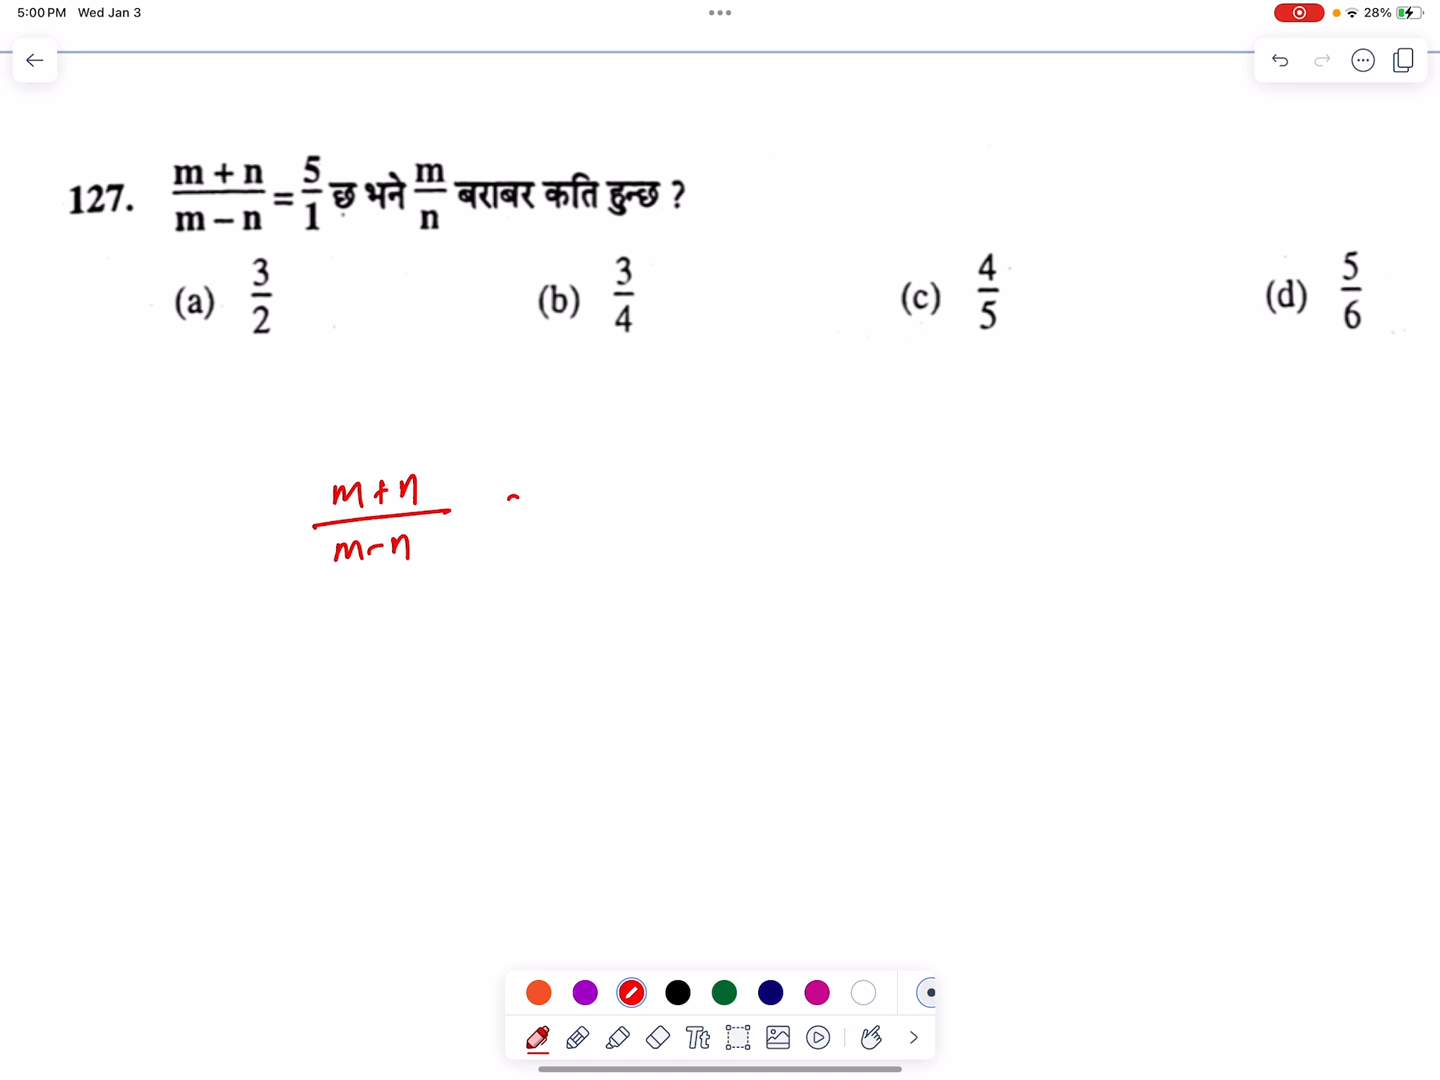 5:00 PM Wed Jan 3
28%
127. m + n / m – n = 5/1 छ भने m/n बराबर कति हुन्छ ?
(a) 3/2 (b) 3/4 (c) 4/5 (d) 5/6
m + n
m - n
Tt